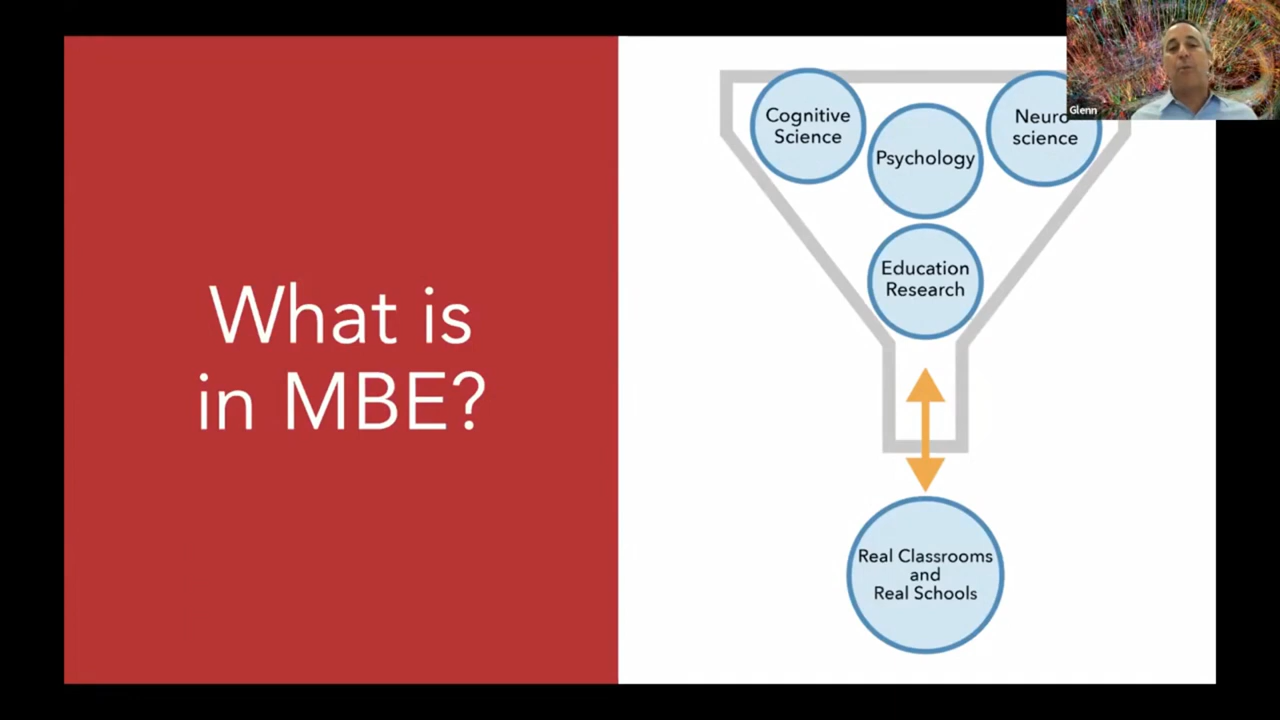 What is
in MBE?
Cognitive
Science
Psychology
Neuro
science
Education
Research
Real Classrooms
and
Real Schools
Glenn